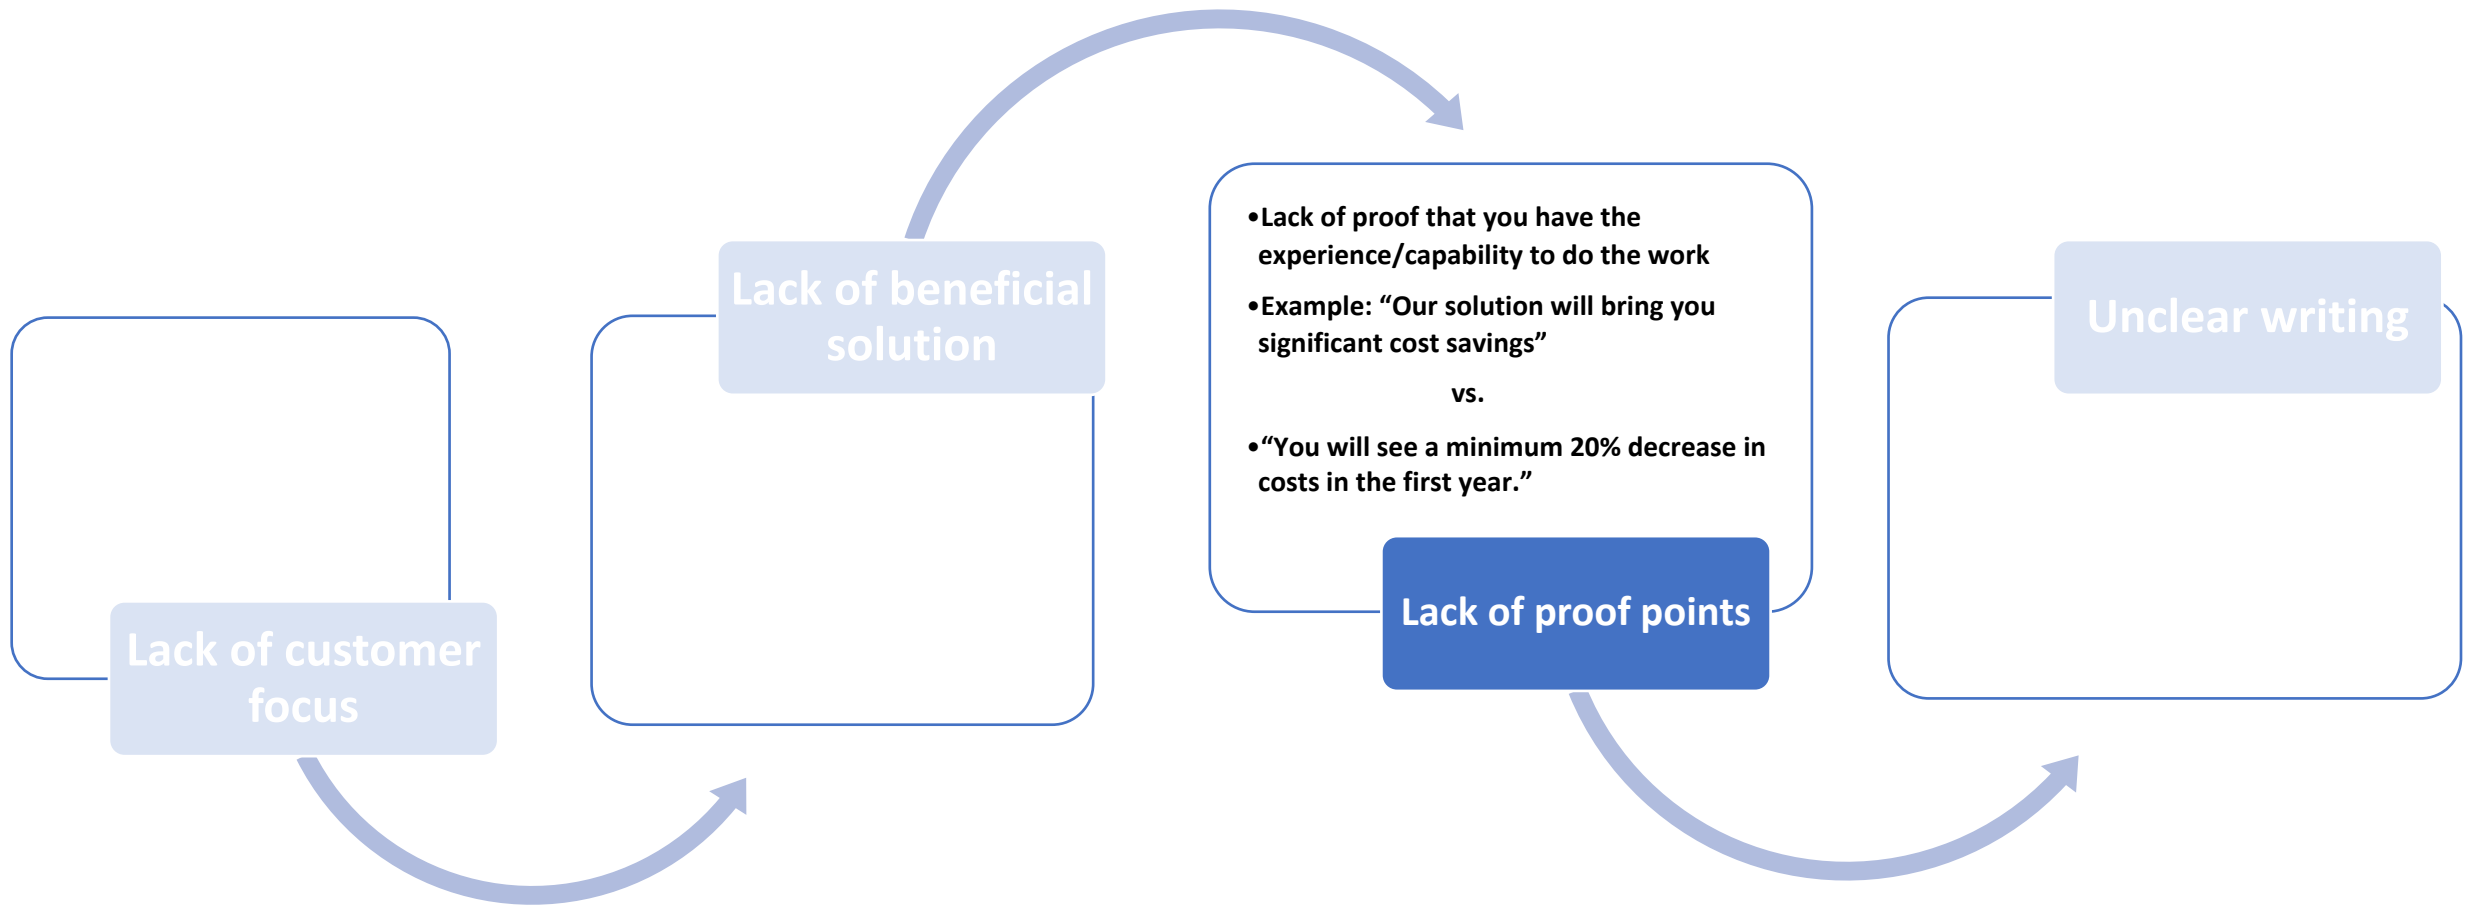 Lack of customer
focus
Lack of beneficial
solution
•Lack of proof that you have the
experience/capability to do the work
•Example: “Our solution will bring you
significant cost savings”
vs.
•“You will see a minimum 20% decrease in
costs in the first year.”
Lack of proof points
Unclear writing